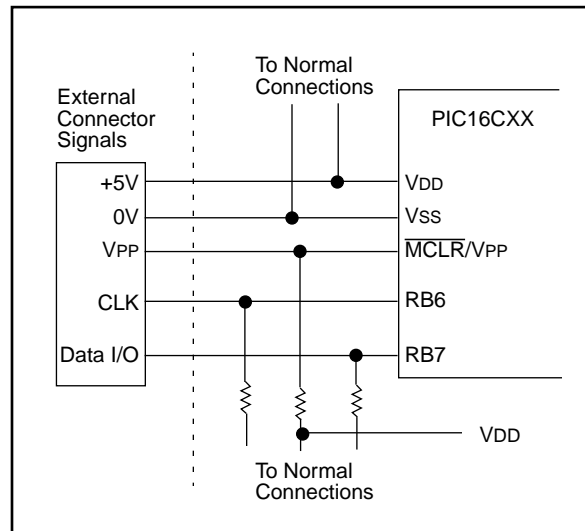 To Normal
Connections
External
Connector
Signals
PIC16CXX
+5V
VDD
0V
VSS
VPP
MCLR/VPP
CLK
RB6
Data I/O
RB7
VDD
To Normal
Connections